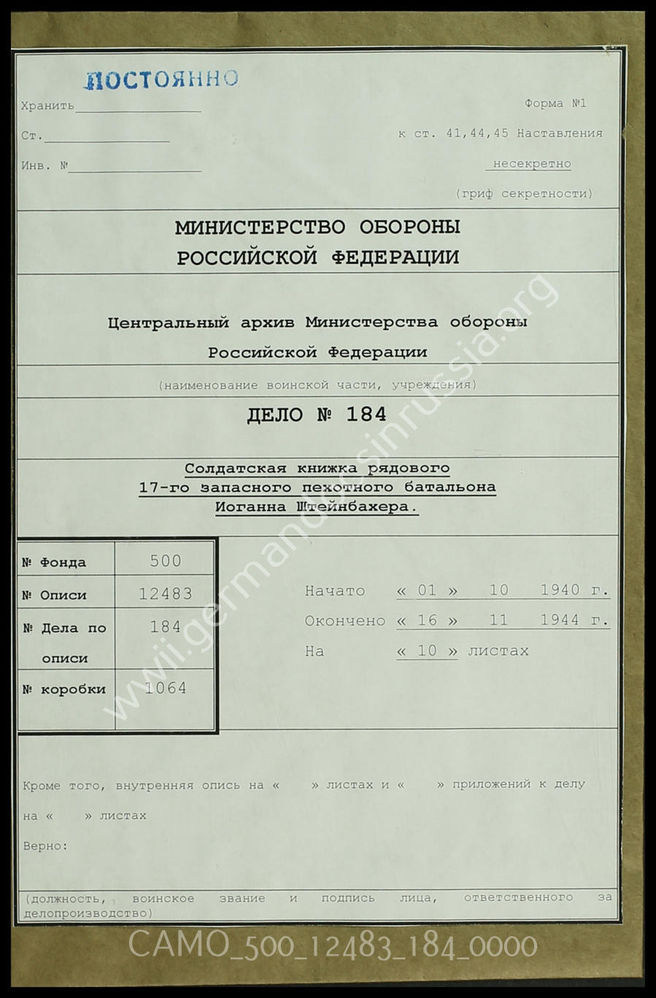 ПОСТОЯННО
Хранить
Форма №1
Ст.
к ст. 41,44,45 Наставления
Инв. №
несекретно
(гриф секретности)
МИНИСТЕРСТВО ОБОРОНЫ
РОССИЙСКОЙ ФЕДЕРАЦИИ
Центральный архив Министерства обороны
Российской Федерации
(наименование воинской части, учреждения)
ДЕЛО № 184
Солдатская книжка рядового
17-го запасного пехотного батальона
Иоганна Штейнбахера.
№ Фонда 500
№ Описи 12483
№ Дела по описи 184
№ коробки 1064
Начато « 01 » 10 1940 г.
Окончено « 16 » 11 1944 г.
На « 10 » листах
Кроме того, внутренняя опись на « » листах и « » приложений к делу
на « » листах
Верно:
(должность, воинское звание и подпись лица, ответственного за
делопроизводство)
www.germandocsinrussia.org
CAMO_500_12483_184_0000